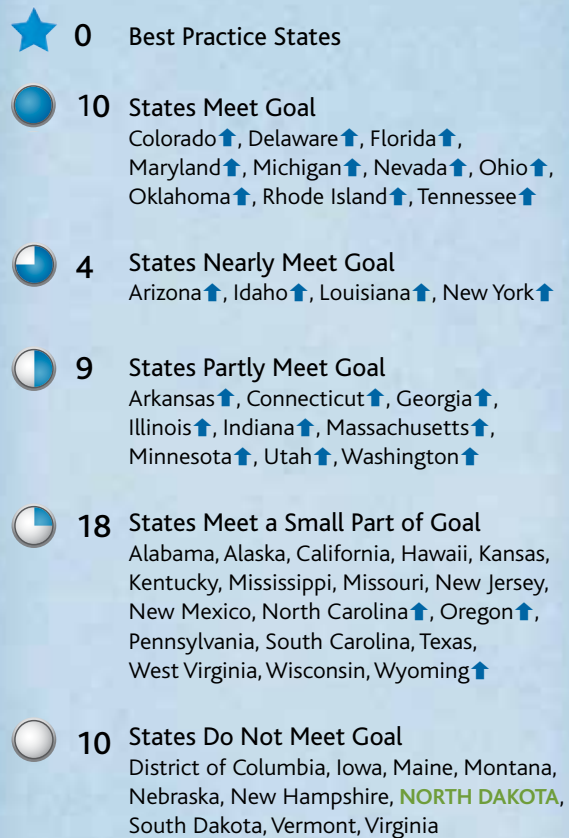 0 Best Practice States
10 States Meet Goal
Colorado⬆, Delaware⬆, Florida⬆,
Maryland⬆, Michigan⬆, Nevada⬆, Ohio⬆,
Oklahoma⬆, Rhode Island⬆, Tennessee⬆
4 States Nearly Meet Goal
Arizona⬆, Idaho⬆, Louisiana⬆, New York⬆
9 States Partly Meet Goal
Arkansas⬆, Connecticut⬆, Georgia⬆,
Illinois⬆, Indiana⬆, Massachusetts⬆,
Minnesota⬆, Utah⬆, Washington⬆
18 States Meet a Small Part of Goal
Alabama, Alaska, California, Hawaii, Kansas,
Kentucky, Mississippi, Missouri, New Jersey,
New Mexico, North Carolina⬆, Oregon⬆,
Pennsylvania, South Carolina, Texas,
West Virginia, Wisconsin, Wyoming⬆
10 States Do Not Meet Goal
District of Columbia, Iowa, Maine, Montana,
Nebraska, New Hampshire, NORTH DAKOTA,
South Dakota, Vermont, Virginia